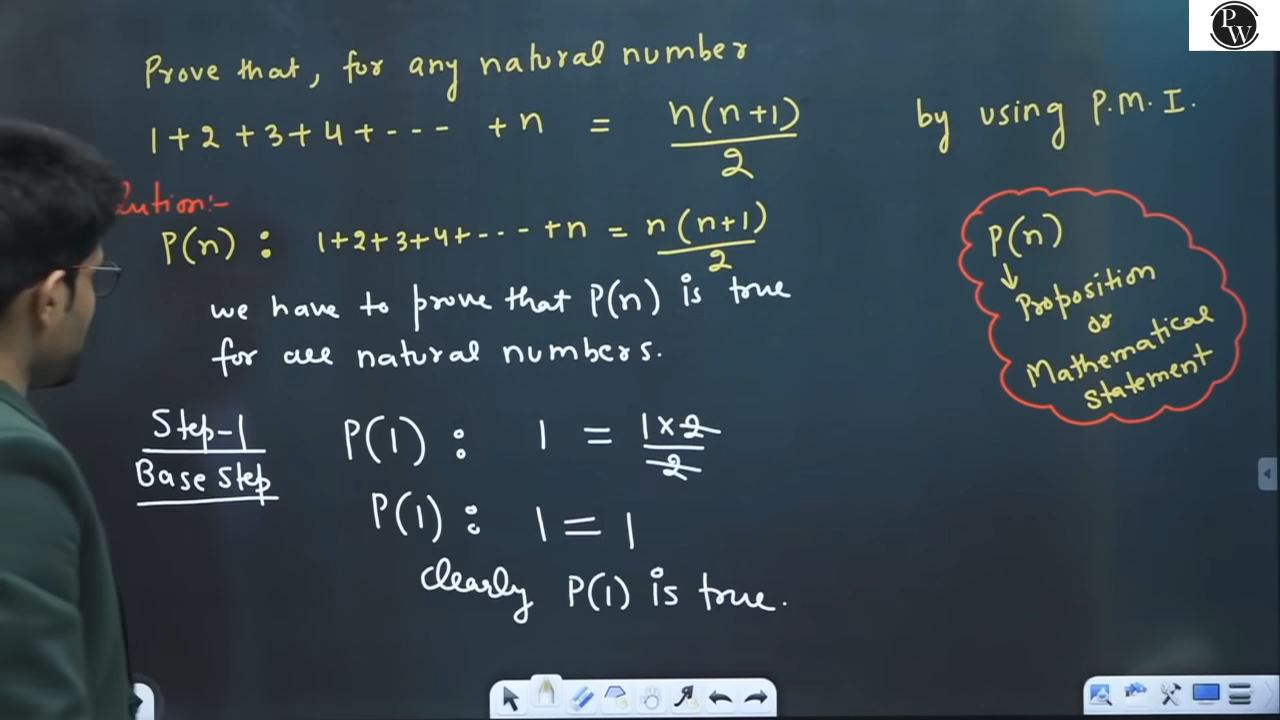 PW
Prove that, for any natural number
1+2+3+4+--- +n = n(n+1)/2 by using P.M.I.
lution:-
P(n) : 1+2+3+4+--- +n = n(n+1)/2
we have to prove that P(n) is true
for all natural numbers.
P(n)
↓
Proposition
or
Mathematical
statement
Step-1
Base Step
P(1) : 1 = 1×2/2
P(1) : 1 = 1
clearly P(1) is true.